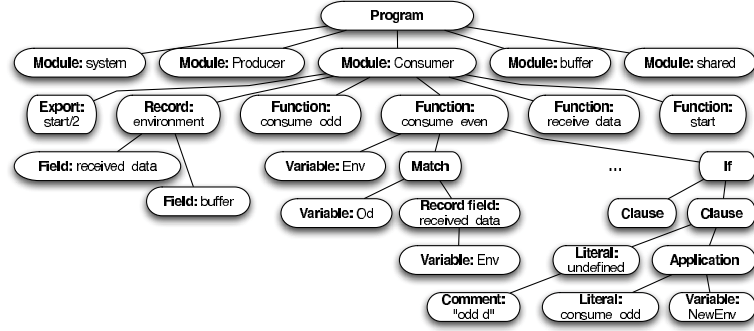 Program
Module: system
Module: Producer
Module: Consumer
Module: buffer
Module: shared
Export:
start/2
Record:
environment
Function:
consume odd
Function:
consume even
Function:
receive data
Function:
start
Field: received data
Variable: Env
Match
...
If
Field: buffer
Variable: Od
Record field:
received data
Clause
Clause
Variable: Env
Literal:
undefined
Application
Comment:
"odd d"
Literal:
consume odd
Variable:
NewEnv